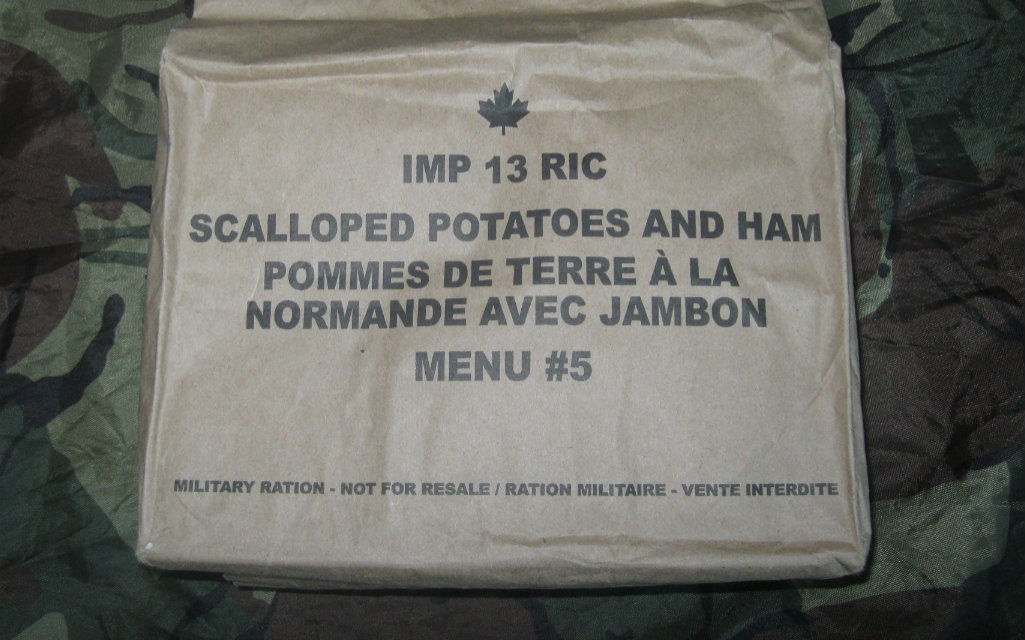 IMP 13 RIC
SCALLOPED POTATOES AND HAM
POMMES DE TERRE À LA
NORMANDE AVEC JAMBON
MENU #5
MILITARY RATION - NOT FOR RESALE / RATION MILITAIRE - VENTE INTERDITE